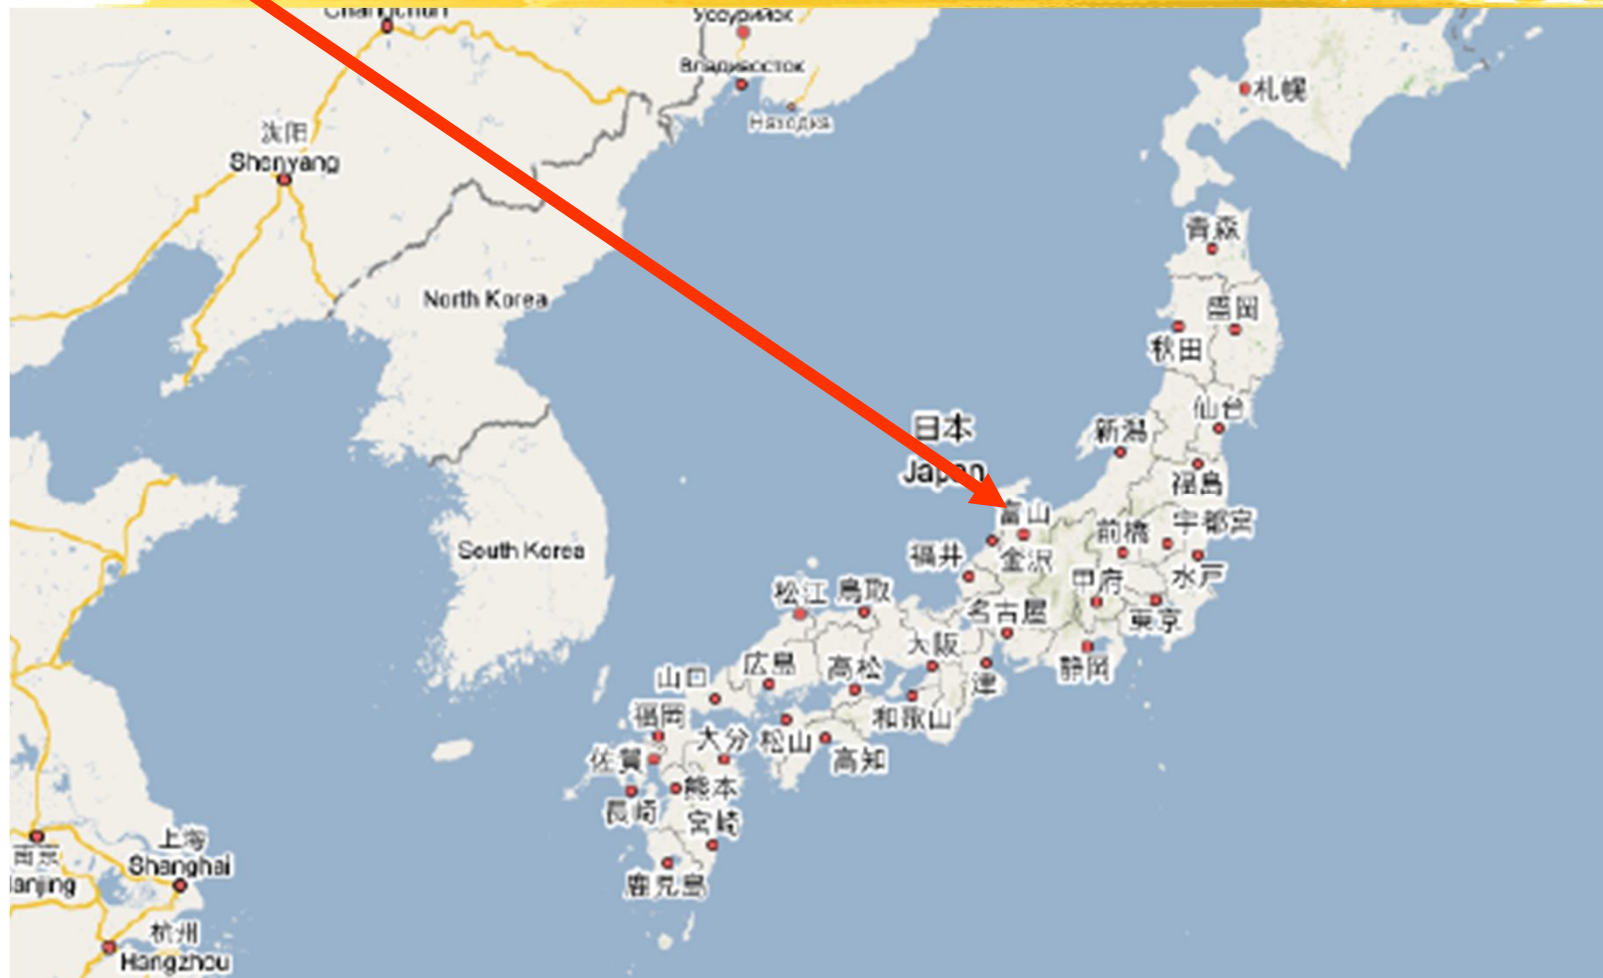 Changchun
Уссурийск
Владивосток
Находка
札幌
沈阳
Shenyang
青森
盛岡
秋田
North Korea
仙台
新潟
日本
Japan
福島
富山
宇都宮
前橋
South Korea
福井
金沢
甲府
水戸
松江
鳥取
名古屋
東京
大阪
広島
高松
静岡
津
山口
福岡
和歌山
大分
松山
佐賀
高知
熊本
長崎
宮崎
上海
Shanghai
南京
Nanjing
鹿児島
杭州
Hangzhou